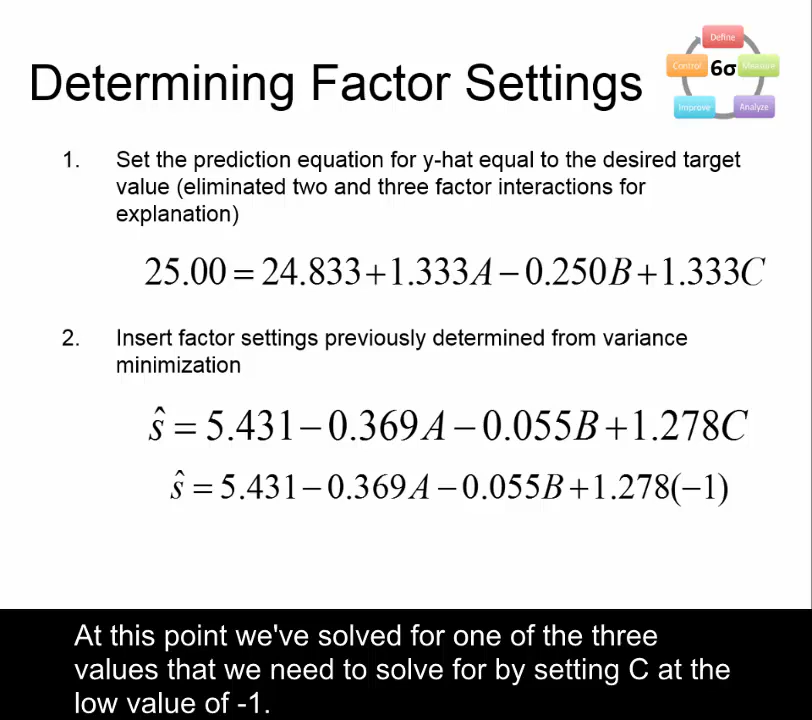 Define
Control
6σ
Measure
Improve
Analyze
Determining Factor Settings
1. Set the prediction equation for y-hat equal to the desired target
value (eliminated two and three factor interactions for
explanation)
25.00 = 24.833 + 1.333A − 0.250B + 1.333C
2. Insert factor settings previously determined from variance
minimization
ŝ = 5.431 − 0.369A − 0.055B + 1.278C
ŝ = 5.431 − 0.369A − 0.055B + 1.278(−1)
At this point we've solved for one of the three
values that we need to solve for by setting C at the
low value of -1.